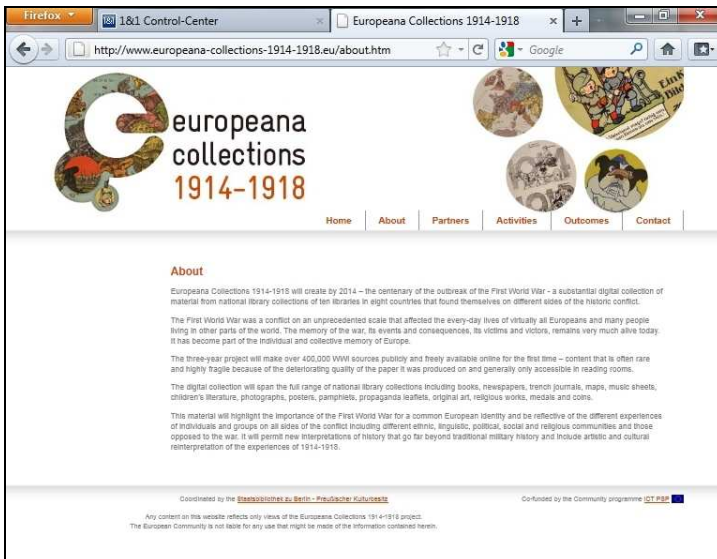 Firefox
1&1 Control-Center
Europeana Collections 1914-1918
http://www.europeana-collections-1914-1918.eu/about.htm
Google
europeana
collections
1914-1918
Home
About
Partners
Activities
Outcomes
Contact
About
Europeana Collections 1914-1918 will create by 2014 – the centenary of the outbreak of the First World War - a substantial digital collection of
material from national library collections of ten libraries in eight countries that found themselves on different sides of the historic conflict.
The First World War was a conflict on an unprecedented scale that affected the every-day lives of virtually all Europeans and many people
living in other parts of the world. The memory of the war, its events and consequences, its victims and victors, remains very much alive today.
It has become part of the individual and collective memory of Europe.
The three-year project will make over 400,000 WWI sources publicly and freely available online for the first time – content that is often rare
and highly fragile because of the deteriorating quality of the paper it was produced on and generally only accessible in reading rooms.
The digital collection will span the full range of national library collections including books, newspapers, trench journals, maps, music sheets,
children's literature, photographs, posters, pamphlets, propaganda leaflets, original art, religious works, medals and coins.
This material will highlight the importance of the First World War for a common European identity and be reflective of the different experiences
of individuals and groups on all sides of the conflict including different ethnic, linguistic, political, social and religious communities and those
opposed to the war. It will permit new interpretations of history that go far beyond traditional military history and include artistic and cultural
reinterpretation of the experiences of 1914-1918.
Coordinated by the Staatsbibliothek zu Berlin - Preußischer Kulturbesitz
Co-funded by the Community programme ICT PSP
Any content on this website reflects only views of the Europeana Collections 1914-1918 project.
The European Community is not liable for any use that might be made of the information contained herein.